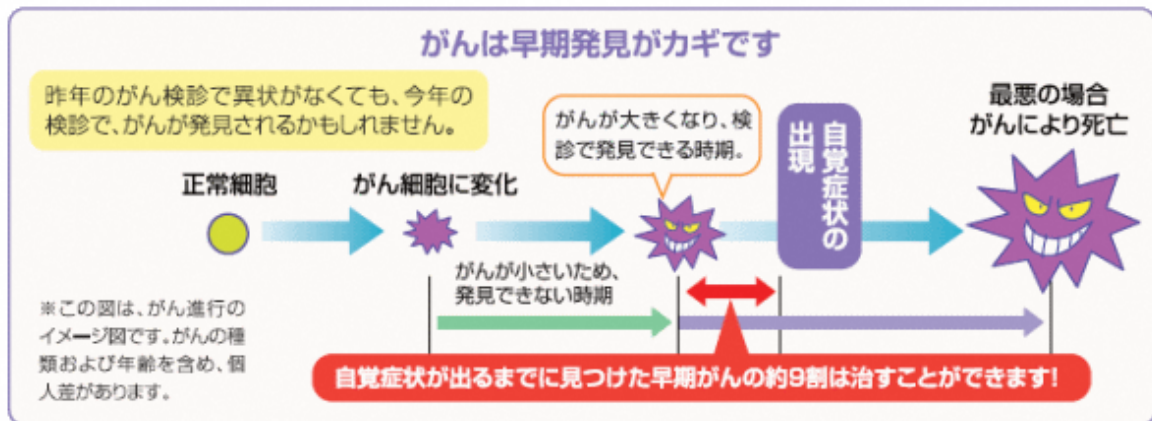 がんは早期発見がカギです
昨年のがん検診で異状がなくても、今年の
検診で、がんが発見されるかもしれません。
がんが大きくなり、検
診で発見できる時期。
自覚症状の
出現
最悪の場合
がんにより死亡
正常細胞
がん細胞に変化
がんが小さいため、
発見できない時期
※この図は、がん進行の
イメージ図です。がんの種
類および年齢を含め、個
人差があります。
自覚症状が出るまでに見つけた早期がんの約9割は治すことができます!